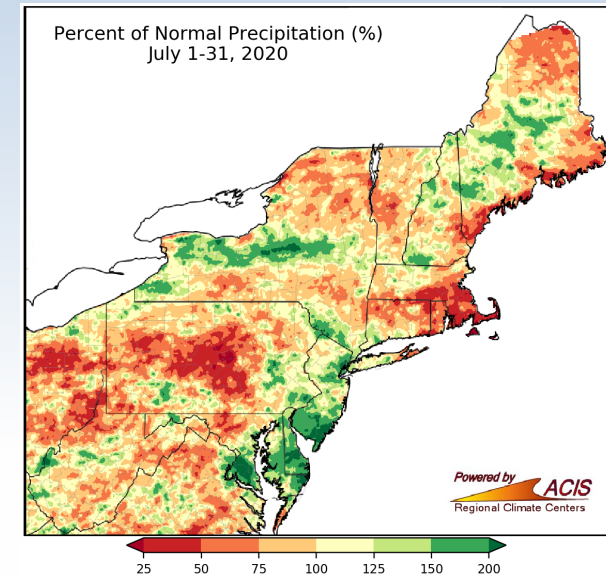 Percent of Normal Precipitation (%)
July 1-31, 2020
Powered by
ACIS
Regional Climate Centers
25 50 75 100 125 150 200